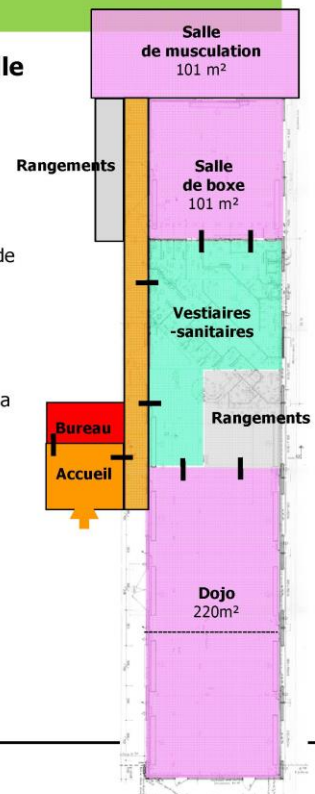 Salle
de musculation
101 m²
lle
Rangements
Salle
de boxe
101 m²
de
Vestiaires
-sanitaires
a
Rangements
Bureau
Accueil
Dojo
220m²